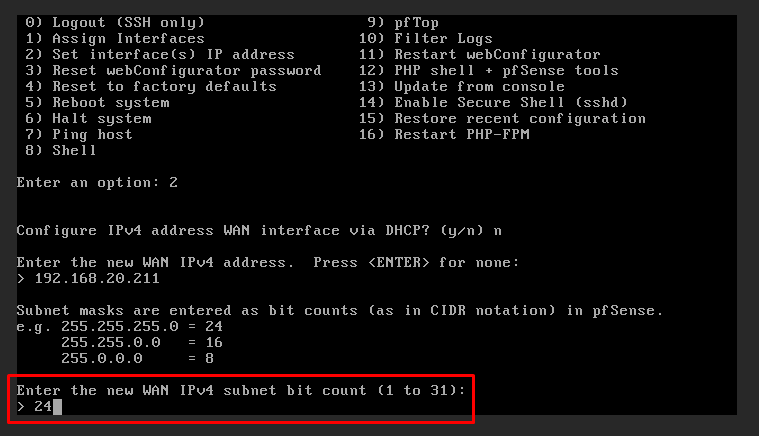 0) Logout (SSH only) 9) pfTop
1) Assign Interfaces 10) Filter Logs
2) Set interface(s) IP address 11) Restart webConfigurator
3) Reset webConfigurator password 12) PHP shell + pfSense tools
4) Reset to factory defaults 13) Update from console
5) Reboot system 14) Enable Secure Shell (sshd)
6) Halt system 15) Restore recent configuration
7) Ping host 16) Restart PHP-FPM
8) Shell
Enter an option: 2
Configure IPv4 address WAN interface via DHCP? (y/n) n
Enter the new WAN IPv4 address.  Press <ENTER> for none:
> 192.168.20.211
Subnet masks are entered as bit counts (as in CIDR notation) in pfSense.
e.g. 255.255.255.0 = 24
255.255.0.0 = 16
255.0.0.0 = 8
Enter the new WAN IPv4 subnet bit count (1 to 31):
> 24